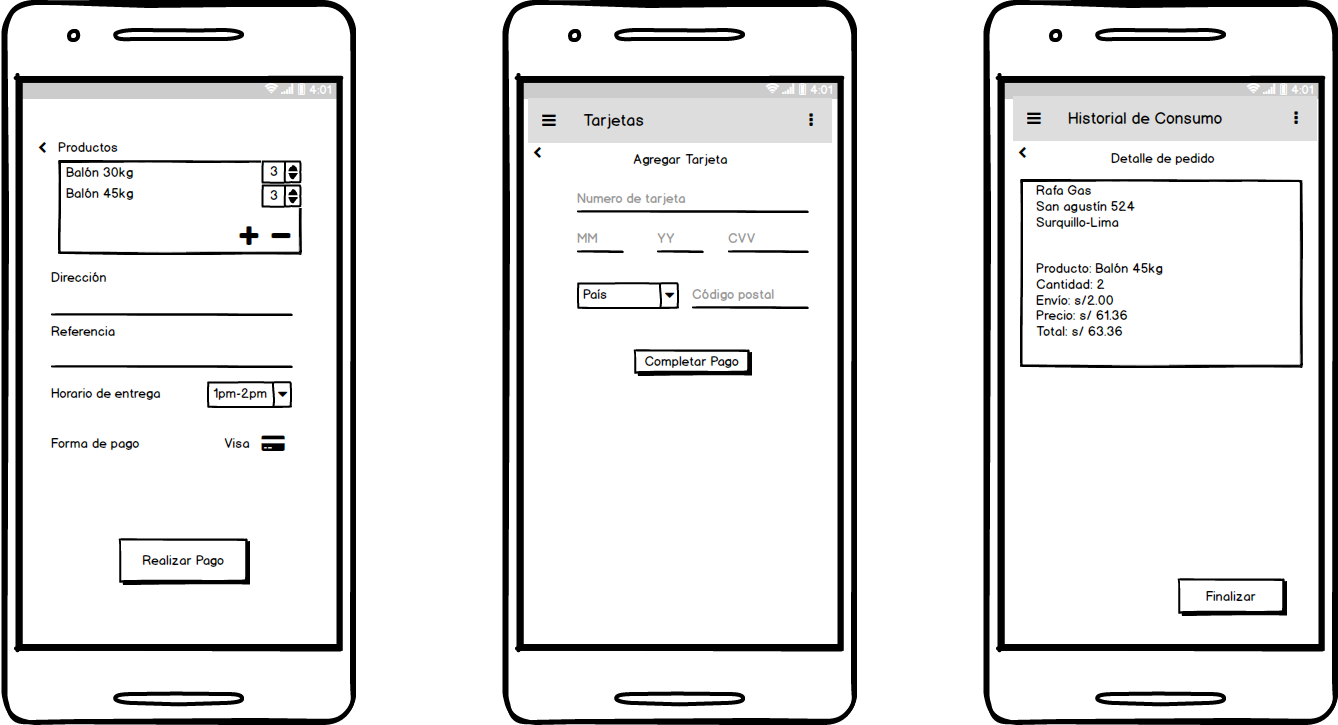 4:01
Productos
Balón 30kg 3
Balón 45kg 3
Dirección
Referencia
Horario de entrega 1pm-2pm
Forma de pago Visa
Realizar Pago
4:01
Tarjetas
Agregar Tarjeta
Numero de tarjeta
MM YY CVV
País Código postal
Completar Pago
4:01
Historial de Consumo
Detalle de pedido
Rafa Gas
San agustín 524
Surquillo-Lima
Producto: Balón 45kg
Cantidad: 2
Envío: s/2.00
Precio: s/ 61.36
Total: s/ 63.36
Finalizar